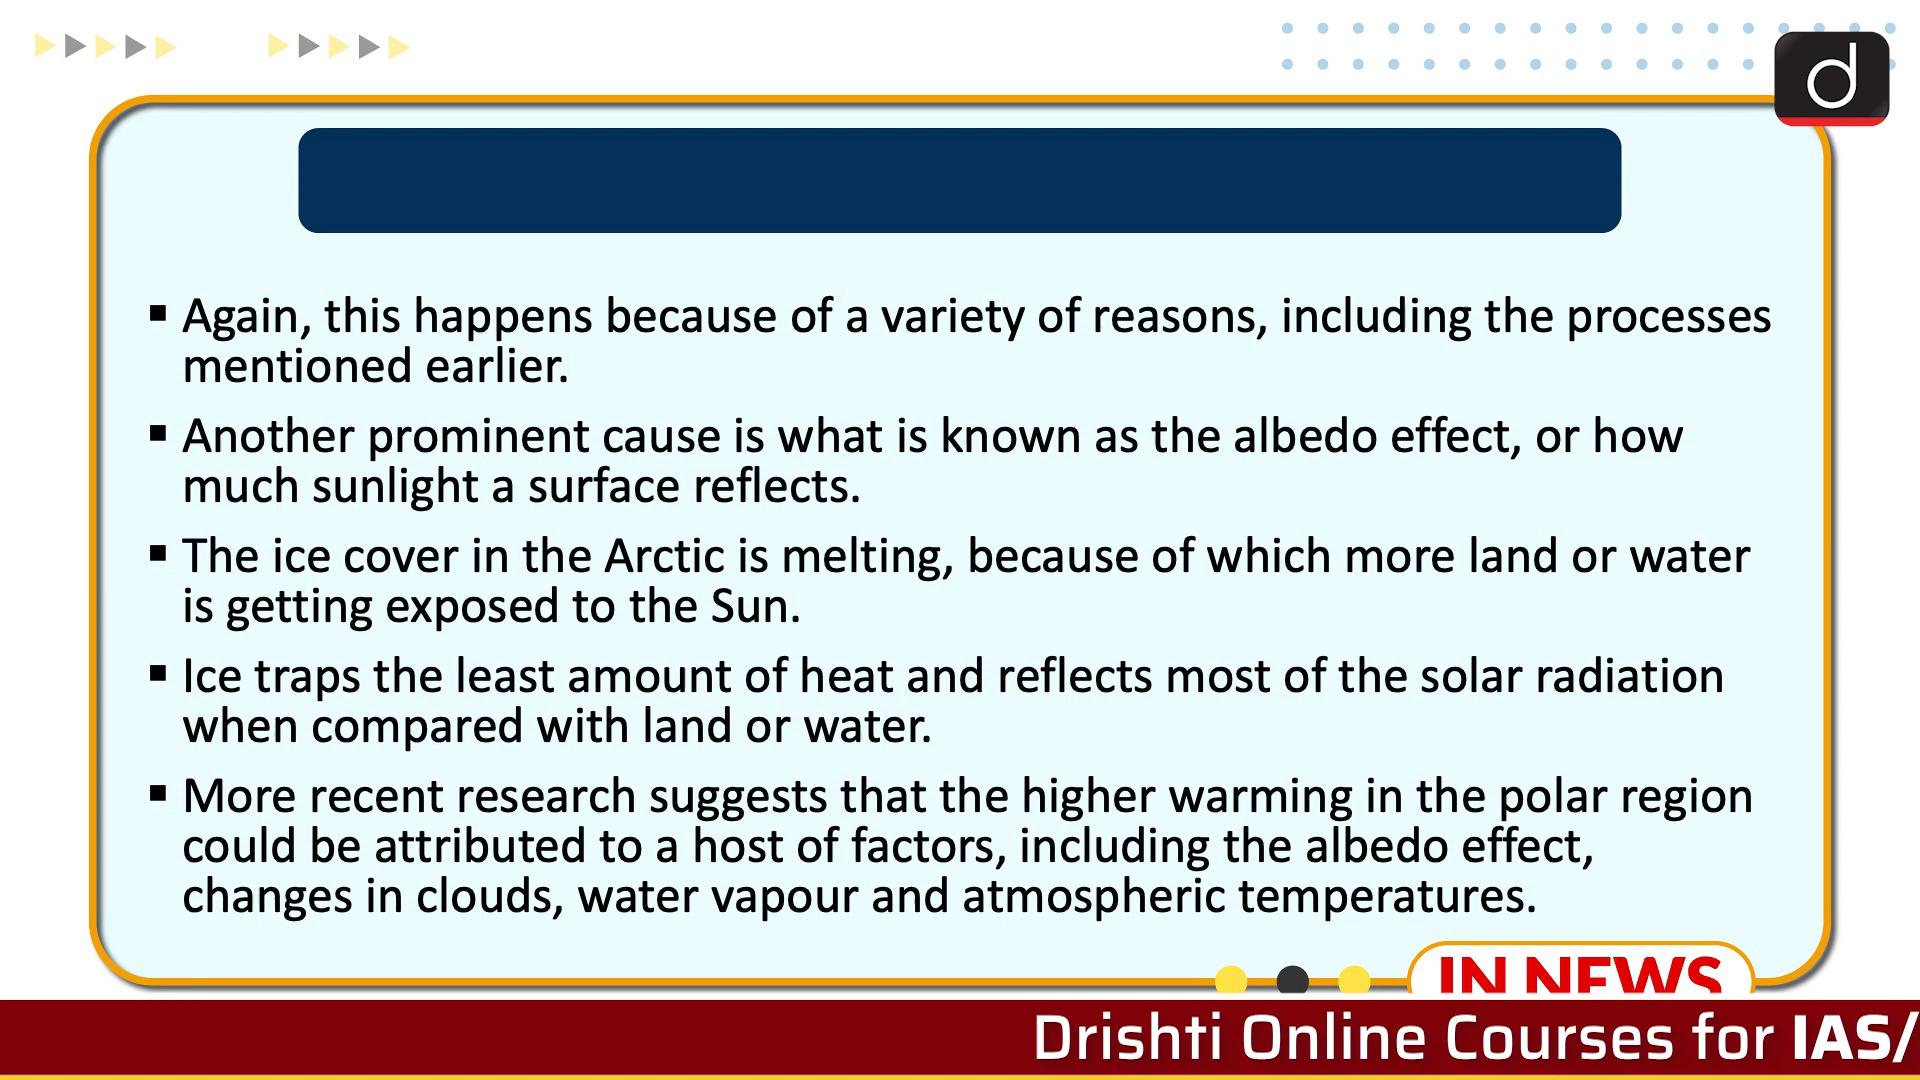 d
▪ Again, this happens because of a variety of reasons, including the processes
mentioned earlier.
▪ Another prominent cause is what is known as the albedo effect, or how
much sunlight a surface reflects.
▪ The ice cover in the Arctic is melting, because of which more land or water
is getting exposed to the Sun.
▪ Ice traps the least amount of heat and reflects most of the solar radiation
when compared with land or water.
▪ More recent research suggests that the higher warming in the polar region
could be attributed to a host of factors, including the albedo effect,
changes in clouds, water vapour and atmospheric temperatures.
IN NEWS
Drishti Online Courses for IAS/